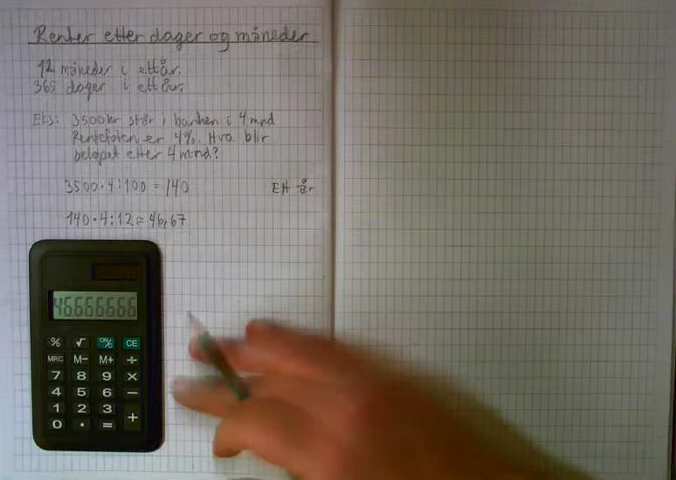 Renter etter dager og måneder
12 måneder i ett år.
365 dager i ett år.
Eks: 3500 kr står i banken i 4 mnd
Rentefoten er 4%. Hva blir
beløpet etter 4 mnd?
3500·4:100 = 140 Ett år
140·4:12 = 46,67
46.666666
% √ CE
MRC M- M+ ÷
7 8 9 ×
4 5 6 −
1 2 3 +
0 . =